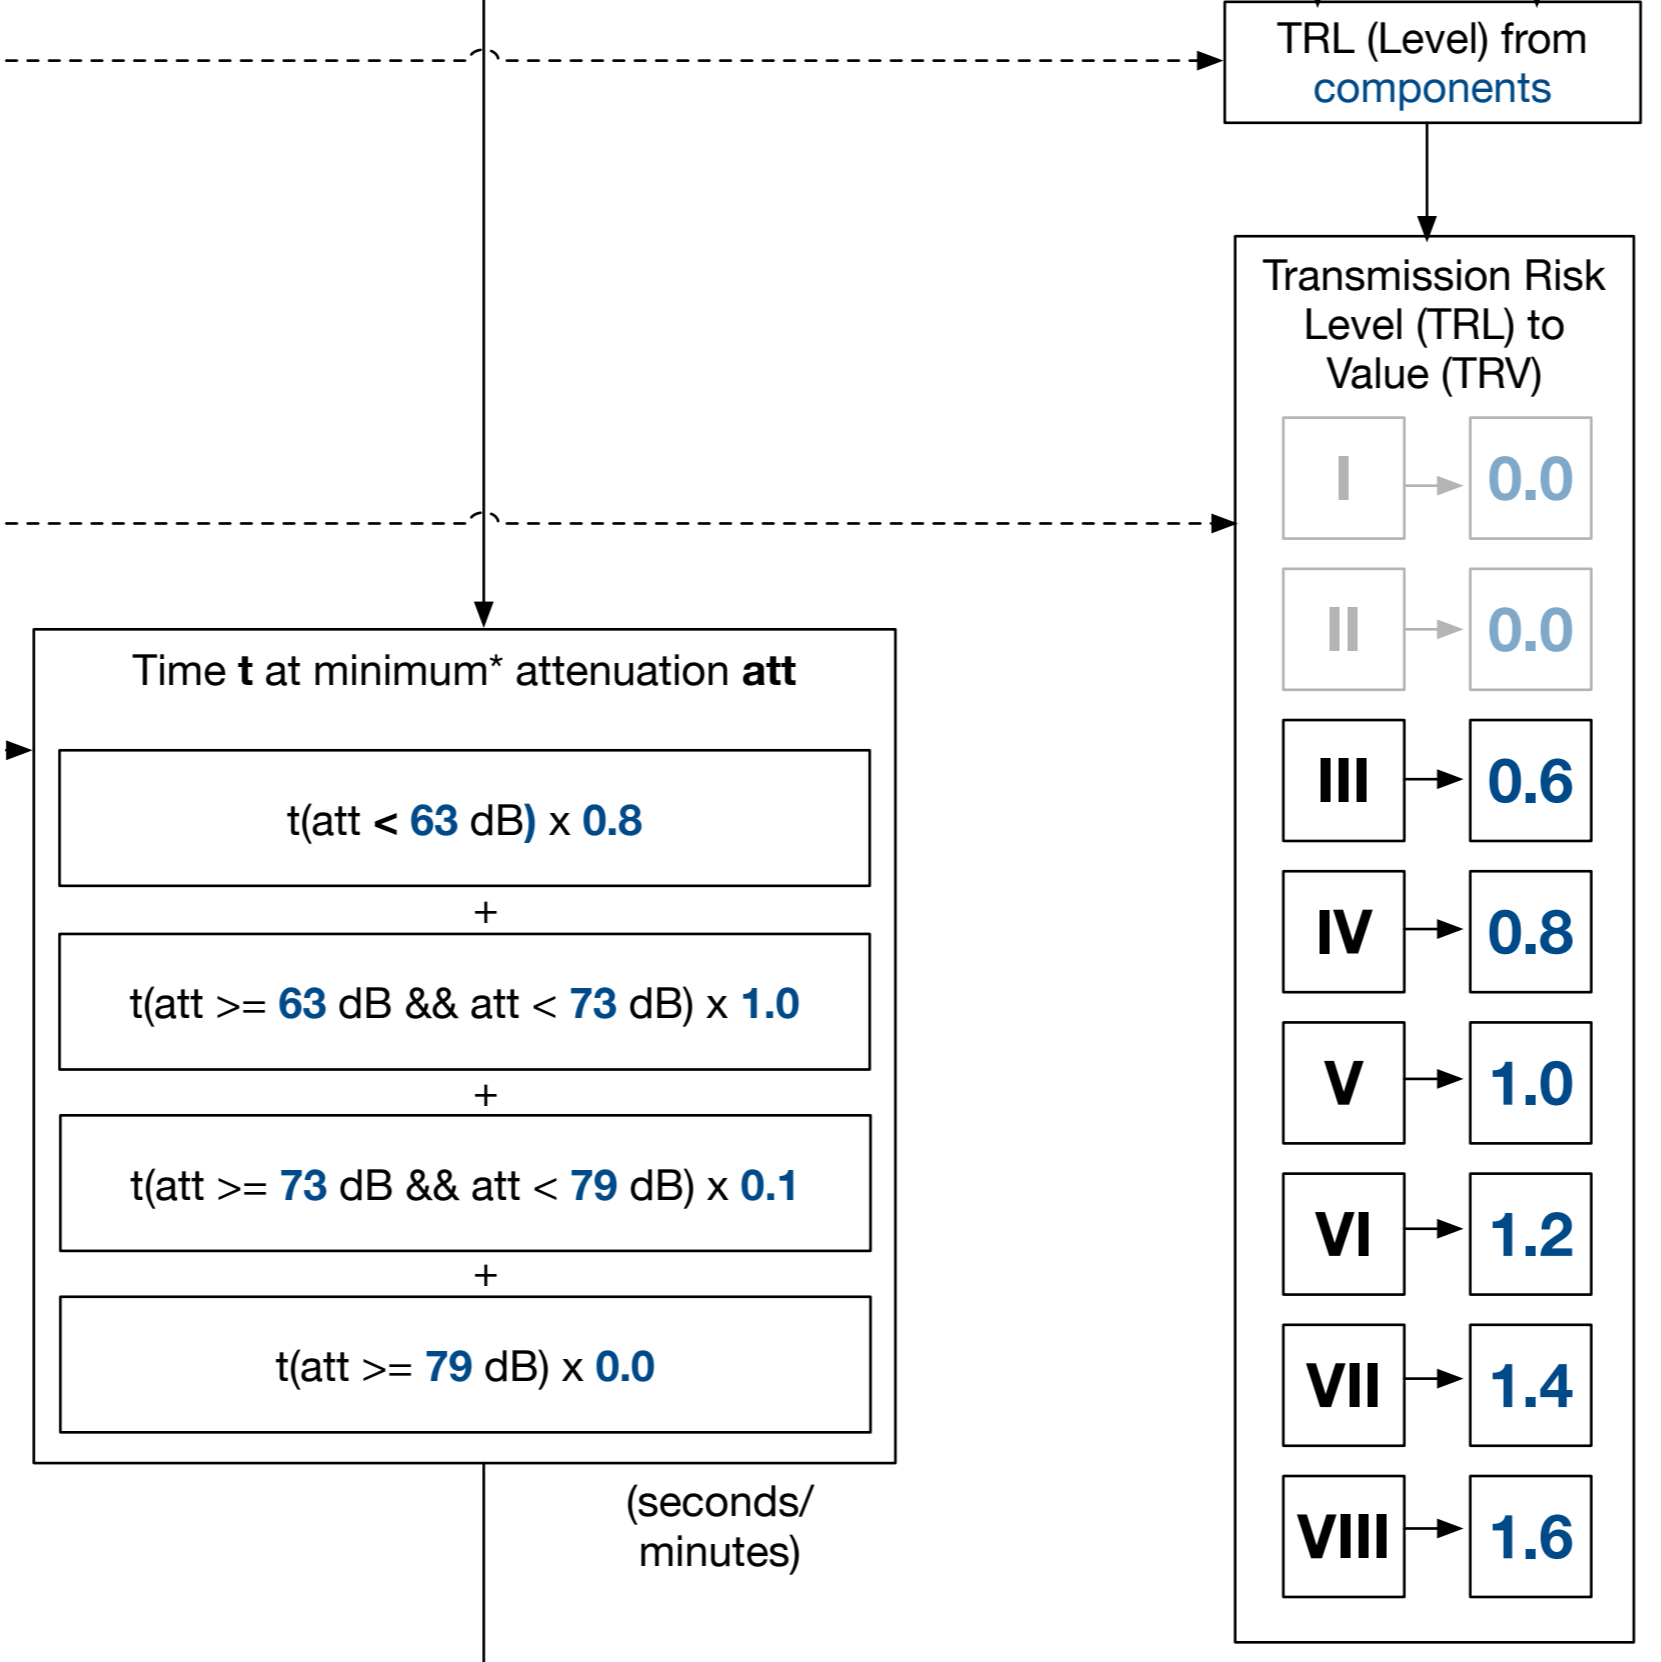 TRL (Level) from
components
Transmission Risk
Level (TRL) to
Value (TRV)
I 0.0
II 0.0
III 0.6
IV 0.8
V 1.0
VI 1.2
VII 1.4
VIII 1.6
Time t at minimum* attenuation att
t(att < 63 dB) x 0.8
+
t(att >= 63 dB && att < 73 dB) x 1.0
+
t(att >= 73 dB && att < 79 dB) x 0.1
+
t(att >= 79 dB) x 0.0
(seconds/
minutes)